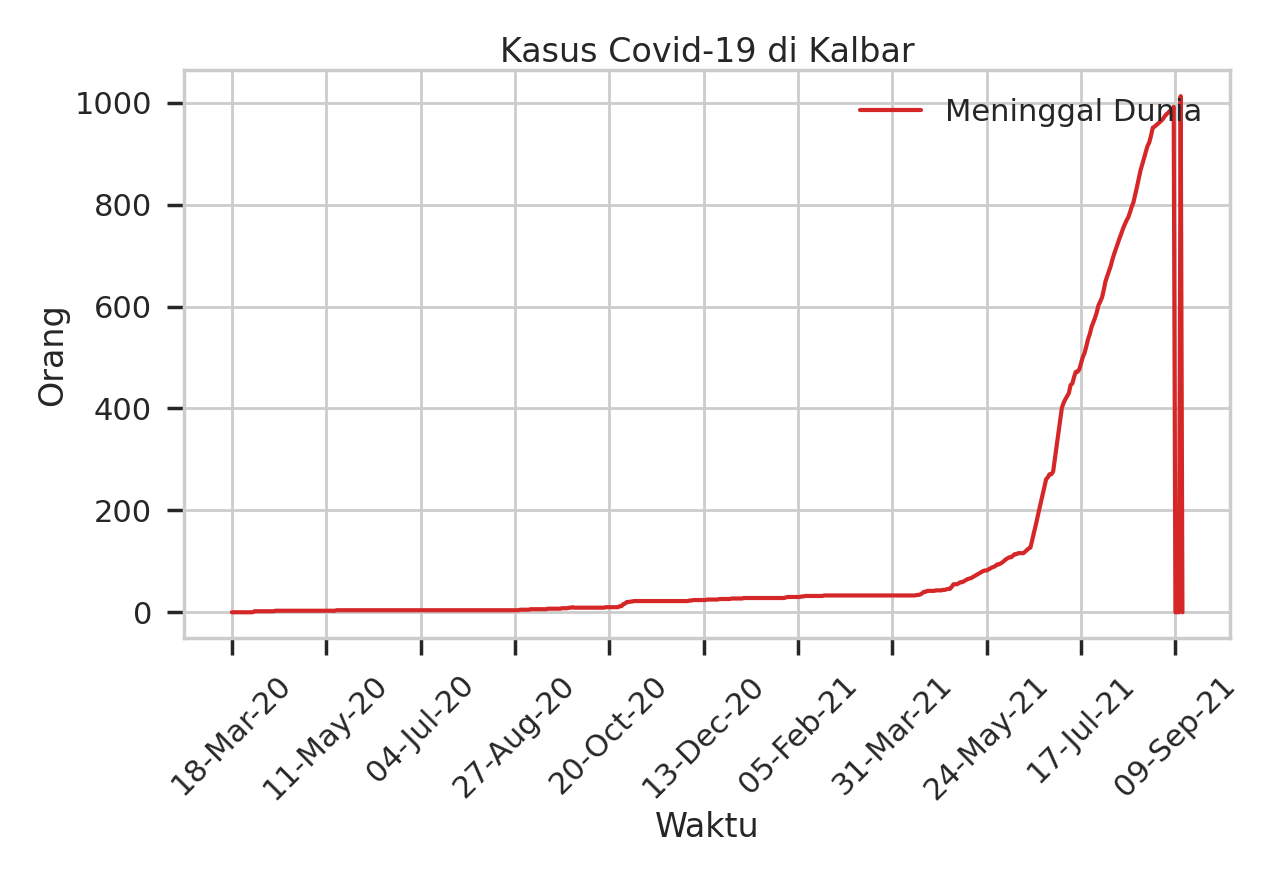 Kasus Covid-19 di Kalbar
Meninggal Dunia
1000
800
600
400
200
0
Orang
18-Mar-20
11-May-20
04-Jul-20
27-Aug-20
20-Oct-20
13-Dec-20
05-Feb-21
31-Mar-21
24-May-21
17-Jul-21
09-Sep-21
Waktu